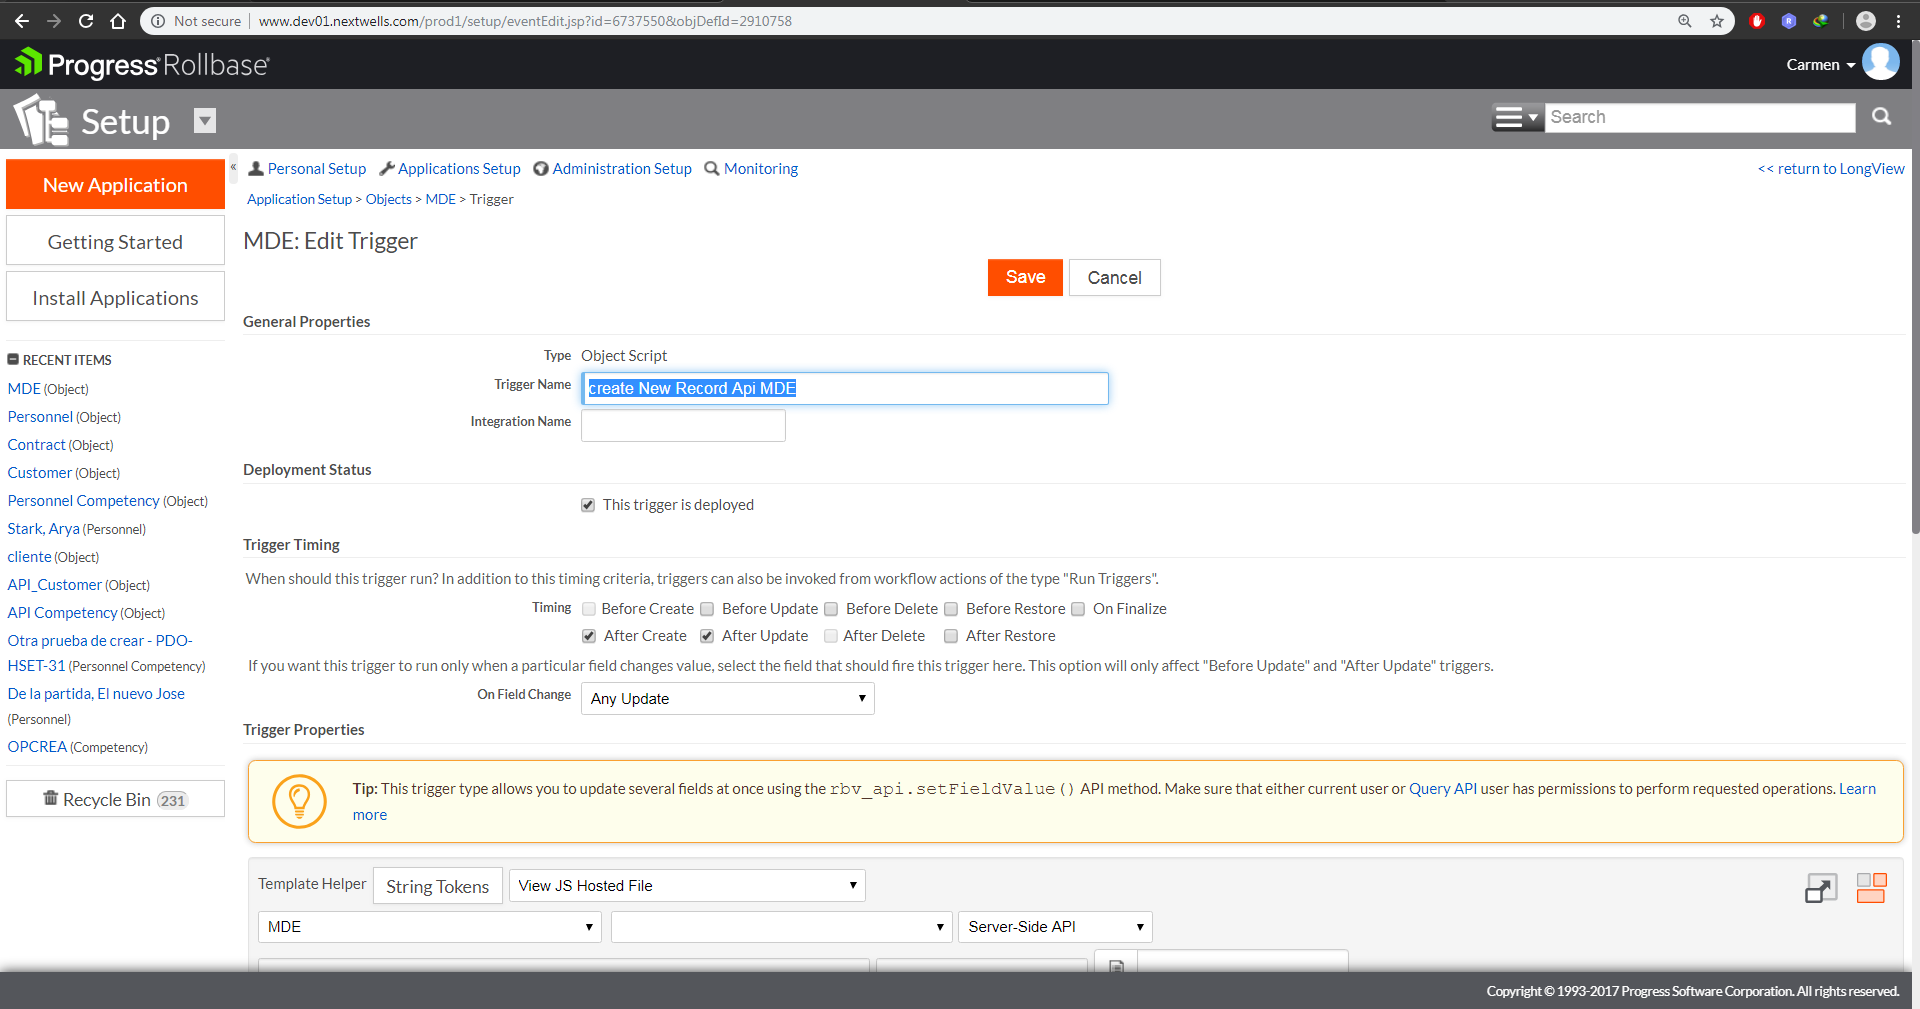 Not secure | www.dev01.nextwells.com/prod1/setup/eventEdit.jsp?id=6737550&objDefId=2910758
Progress Rollbase
Carmen
Setup
Search
New Application
Getting Started
Install Applications
RECENT ITEMS
MDE (Object)
Personnel (Object)
Contract (Object)
Customer (Object)
Personnel Competency (Object)
Stark, Arya (Personnel)
cliente (Object)
API_Customer (Object)
API Competency (Object)
Otra prueba de crear - PDO-
HSET-31 (Personnel Competency)
De la partida, El nuevo Jose
(Personnel)
OPCREA (Competency)
Recycle Bin 231
«
Personal Setup Applications Setup Administration Setup Monitoring
<< return to LongView
Application Setup > Objects > MDE > Trigger
MDE: Edit Trigger
Save Cancel
General Properties
Type Object Script
Trigger Name create New Record Api MDE
Integration Name
Deployment Status
This trigger is deployed
Trigger Timing
When should this trigger run? In addition to this timing criteria, triggers can also be invoked from workflow actions of the type "Run Triggers".
Timing Before Create Before Update Before Delete Before Restore On Finalize
After Create After Update After Delete After Restore
If you want this trigger to run only when a particular field changes value, select the field that should fire this trigger here. This option will only affect "Before Update" and "After Update" triggers.
On Field Change Any Update
Trigger Properties
Tip: This trigger type allows you to update several fields at once using the rbv_api.setFieldValue() API method. Make sure that either current user or Query API user has permissions to perform requested operations. Learn
more
Template Helper String Tokens View JS Hosted File
MDE Server-Side API
Copyright © 1993-2017 Progress Software Corporation. All rights reserved.